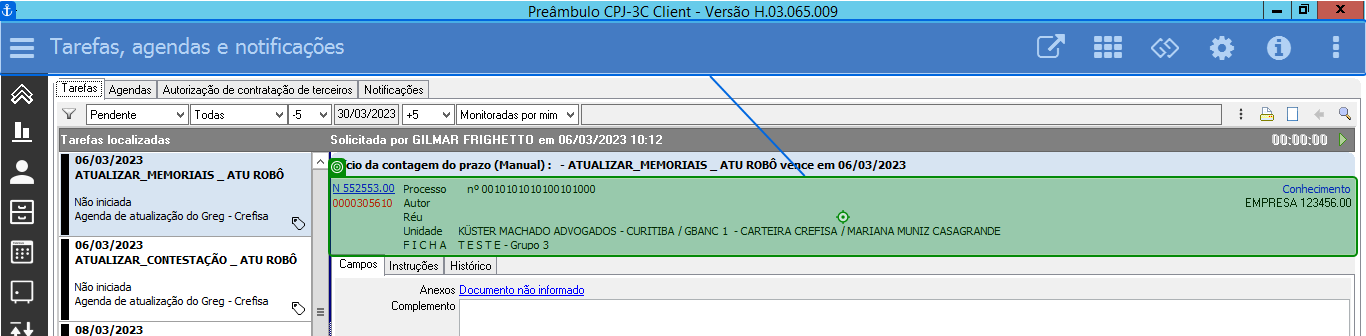 Preâmbulo CPJ-3C Client - Versão H.03.065.009
Tarefas, agendas e notificações
Tarefas Agendas Autorização de contratação de terceiros Notificações
Pendente Todas -5 30/03/2023 +5 Monitoradas por mim
Tarefas localizadas
Solicitada por GILMAR FRIGHETTO em 06/03/2023 10:12 00:00:00
06/03/2023
ATUALIZAR_MEMORIAIS _ ATU ROBÔ
Não iniciada
Agenda de atualização do Greg - Crefisa
06/03/2023
ATUALIZAR_CONTESTAÇÃO _ ATU ROBÔ
Não iniciada
Agenda de atualização do Greg - Crefisa
08/03/2023
cio da contagem do prazo (Manual) : - ATUALIZAR_MEMORIAIS _ ATU ROBÔ vence em 06/03/2023
N 552553.00 Processo nº 0010101010100101000 Conhecimento
0000305610 Autor EMPRESA 123456.00
Réu
Unidade KÜSTER MACHADO ADVOGADOS - CURITIBA / GBANC 1 - CARTEIRA CREFISA / MARIANA MUNIZ CASAGRANDE
F I C H A T E S T E - Grupo 3
Campos Instruções Histórico
Anexos Documento não informado
Complemento